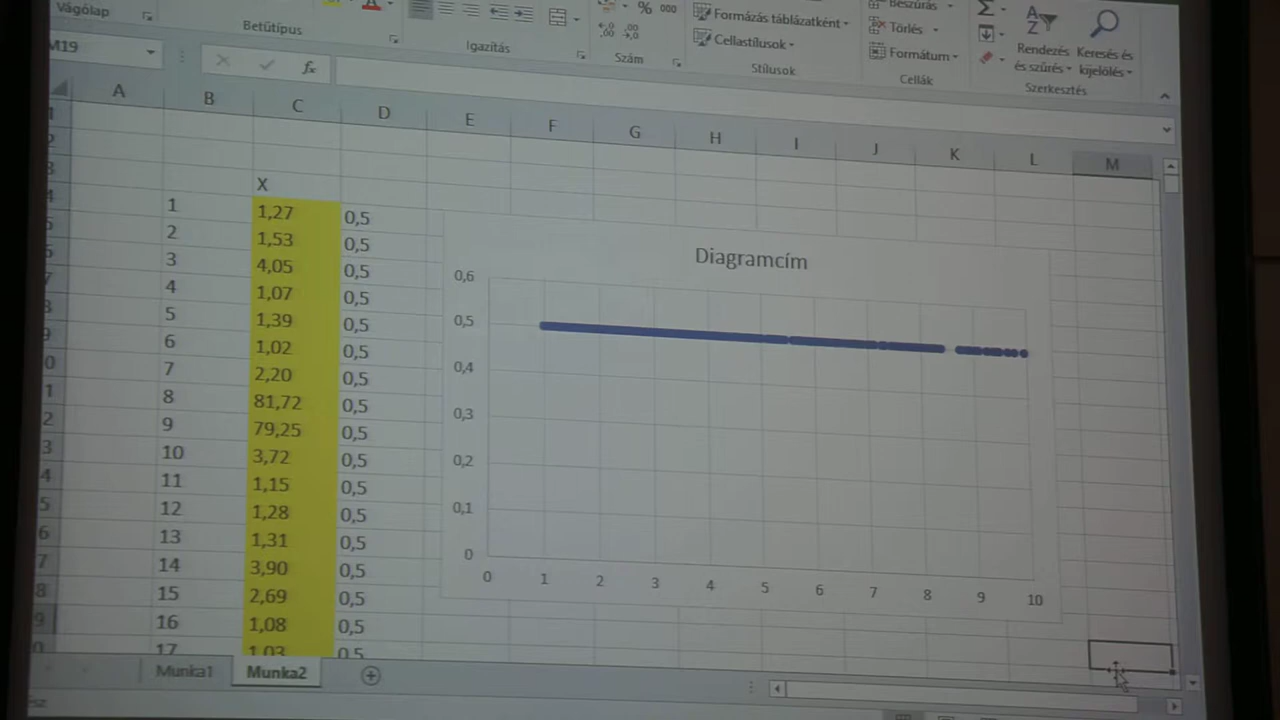 Vágólap
Betűtípus
Igazítás
% 000
Szám
Formázás táblázatként
Cellastílusok
Stílusok
Beszúrás
Törlés
Formátum
Cellák
Σ
A
Z
Rendezés és szűrés
Keresés és kijelölés
Szerkesztés
M19
fx
A B C D E F G H I J K L M
X
1 1,27 0,5
2 1,53 0,5
3 4,05 0,5
4 1,07 0,5
5 1,39 0,5
6 1,02 0,5
7 2,20 0,5
8 81,72 0,5
9 79,25 0,5
10 3,72 0,5
11 1,15 0,5
12 1,28 0,5
13 1,31 0,5
14 3,90 0,5
15 2,69 0,5
16 1,08 0,5
17 1,03 0,5
Diagramcím
0,6
0,5
0,4
0,3
0,2
0,1
0
0 1 2 3 4 5 6 7 8 9 10
Munka1 Munka2